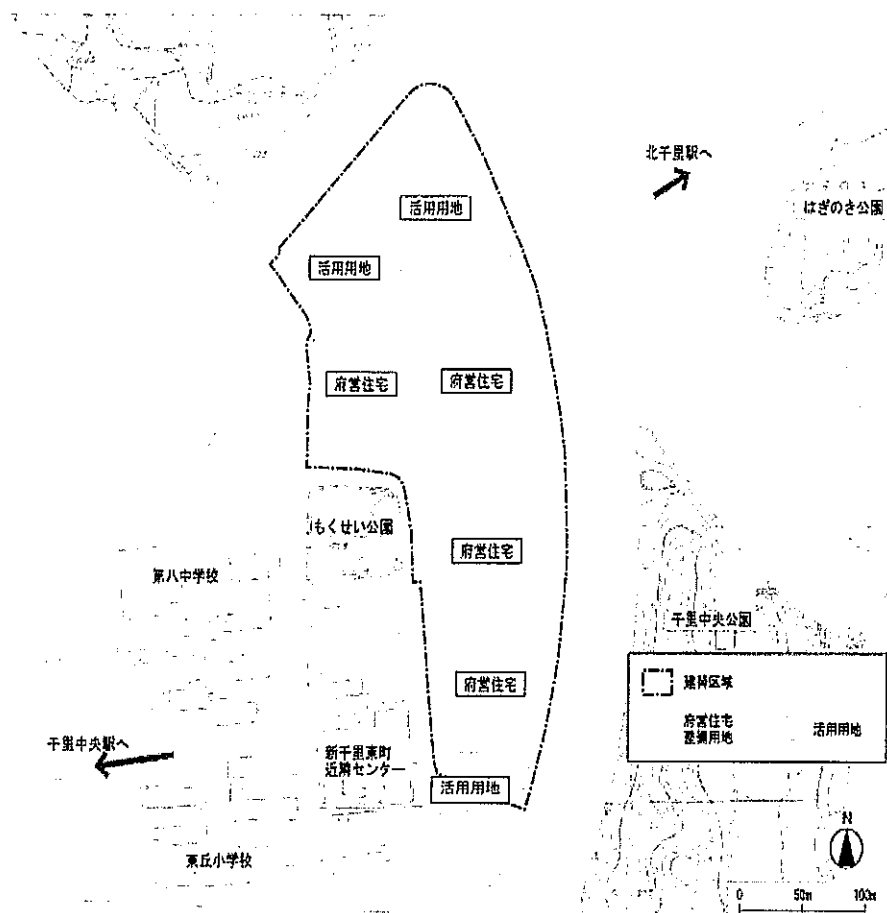 北千里駅へ
はぎのき公園
活用用地
活用用地
府営住宅
府営住宅
もくせい公園
府営住宅
第八中学校
千里中央公園
府営住宅
建替区域
府営住宅
整備用地
活用用地
千里中央駅へ
新千里東町
近隣センター
活用用地
東丘小学校
N
0 50m 100m